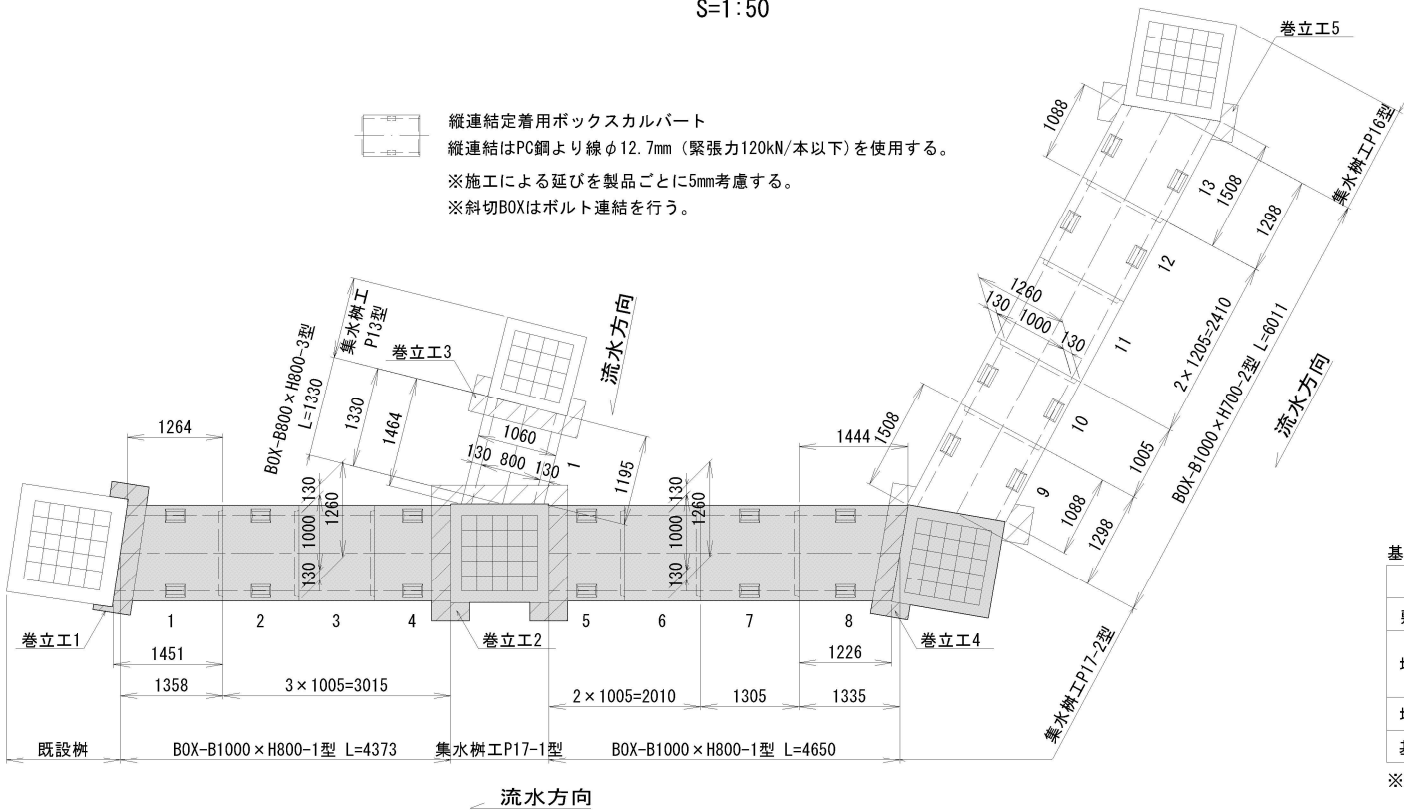 S=1:50
縦連結定着用ボックスカルバート
縦連結はPC鋼より線φ12.7mm（緊張力120kN/本以下)を使用する。
※施工による延びを製品ごとに5mm考慮する。
※斜切BOXはボルト連結を行う。
巻立工5
集水桝工P16型
1088
13
1508
1298
12
11
2×1205=2410
BOX-B1000×H700-2型 L=6011
流水方向
1260
130
1000
130
10
1005
1508
9
1088
1298
集水桝工P17-2型
集水桝工
P13型
巻立工3
流水方向
BOX-B800×H800-3型
L=1330
1330
1464
1060
130
800
130
1
1195
1264
130
1000
1260
130
130
1000
1260
130
1444
1
2
3
4
5
6
7
8
巻立工1
巻立工2
巻立工4
1451
1226
1358
3×1005=3015
2×1005=2010
1305
1335
既設桝
BOX-B1000×H800-1型 L=4373
集水桝工P17-1型
BOX-B1000×H800-1型 L=4650
流水方向
基
※